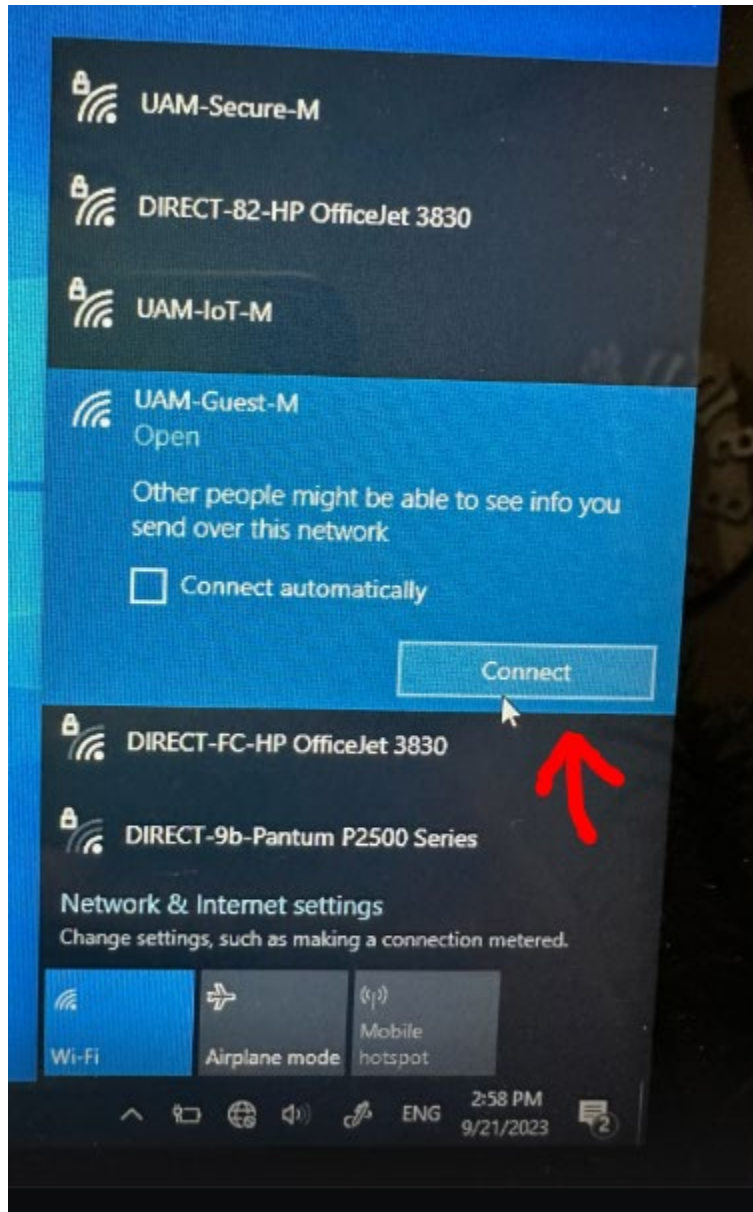 UAM-Secure-M
DIRECT-82-HP OfficeJet 3830
UAM-IoT-M
UAM-Guest-M
Open
Other people might be able to see info you
send over this network
Connect automatically
Connect
DIRECT-FC-HP OfficeJet 3830
DIRECT-9b-Pantum P2500 Series
Network & Internet settings
Change settings, such as making a connection metered.
Wi-Fi
Airplane mode
Mobile
hotspot
ENG
2:58 PM
9/21/2023
2